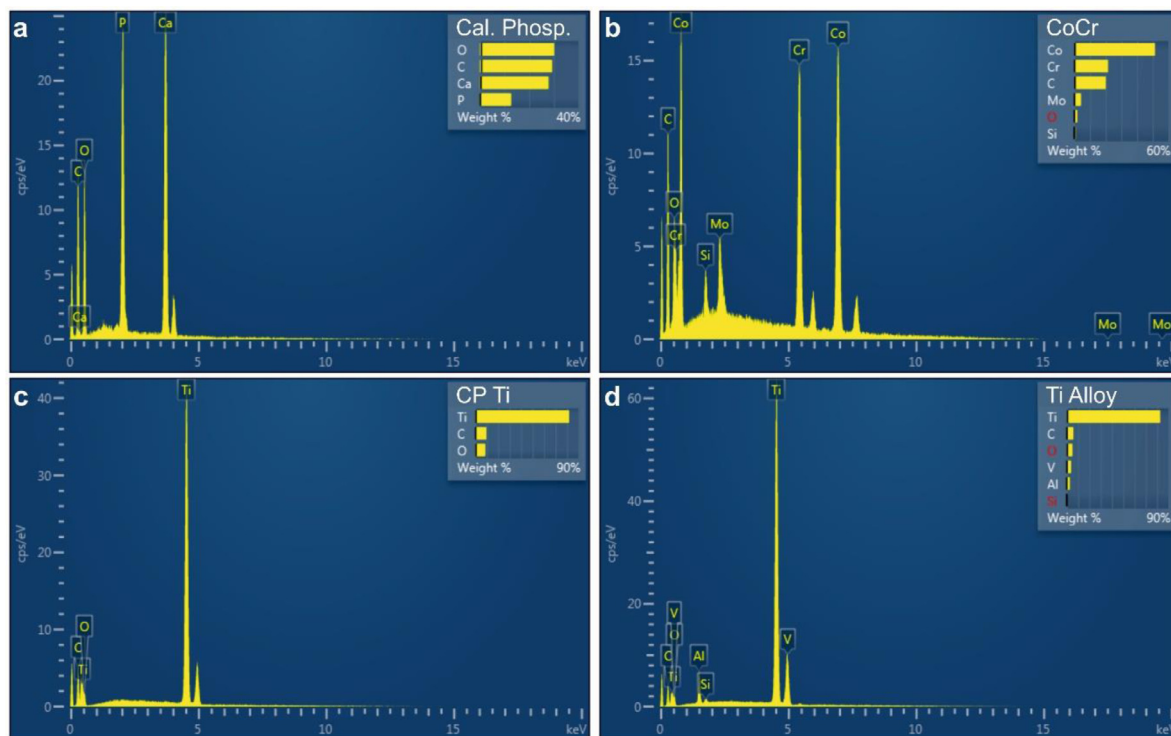 a
Cal. Phosp.
O
C
Ca
P
Weight % 40%
P
Ca
O
C
Ca
cps/eV
20
15
10
5
0
0 5 10 15 keV
b
CoCr
Co
Cr
C
Mo
O
Si
Weight % 60%
Co
Cr
Co
C
O
Cr
Mo
Si
Mo
Mo
cps/eV
15
10
5
0
0 5 10 15 keV
c
CP Ti
Ti
C
O
Weight % 90%
Ti
O
C
Ti
cps/eV
40
30
20
10
0
0 5 10 15 keV
d
Ti Alloy
Ti
C
O
V
Al
Si
Weight % 90%
Ti
V
O
C
Al
V
Ti
Si
cps/eV
60
40
20
0
0 5 10 15 keV